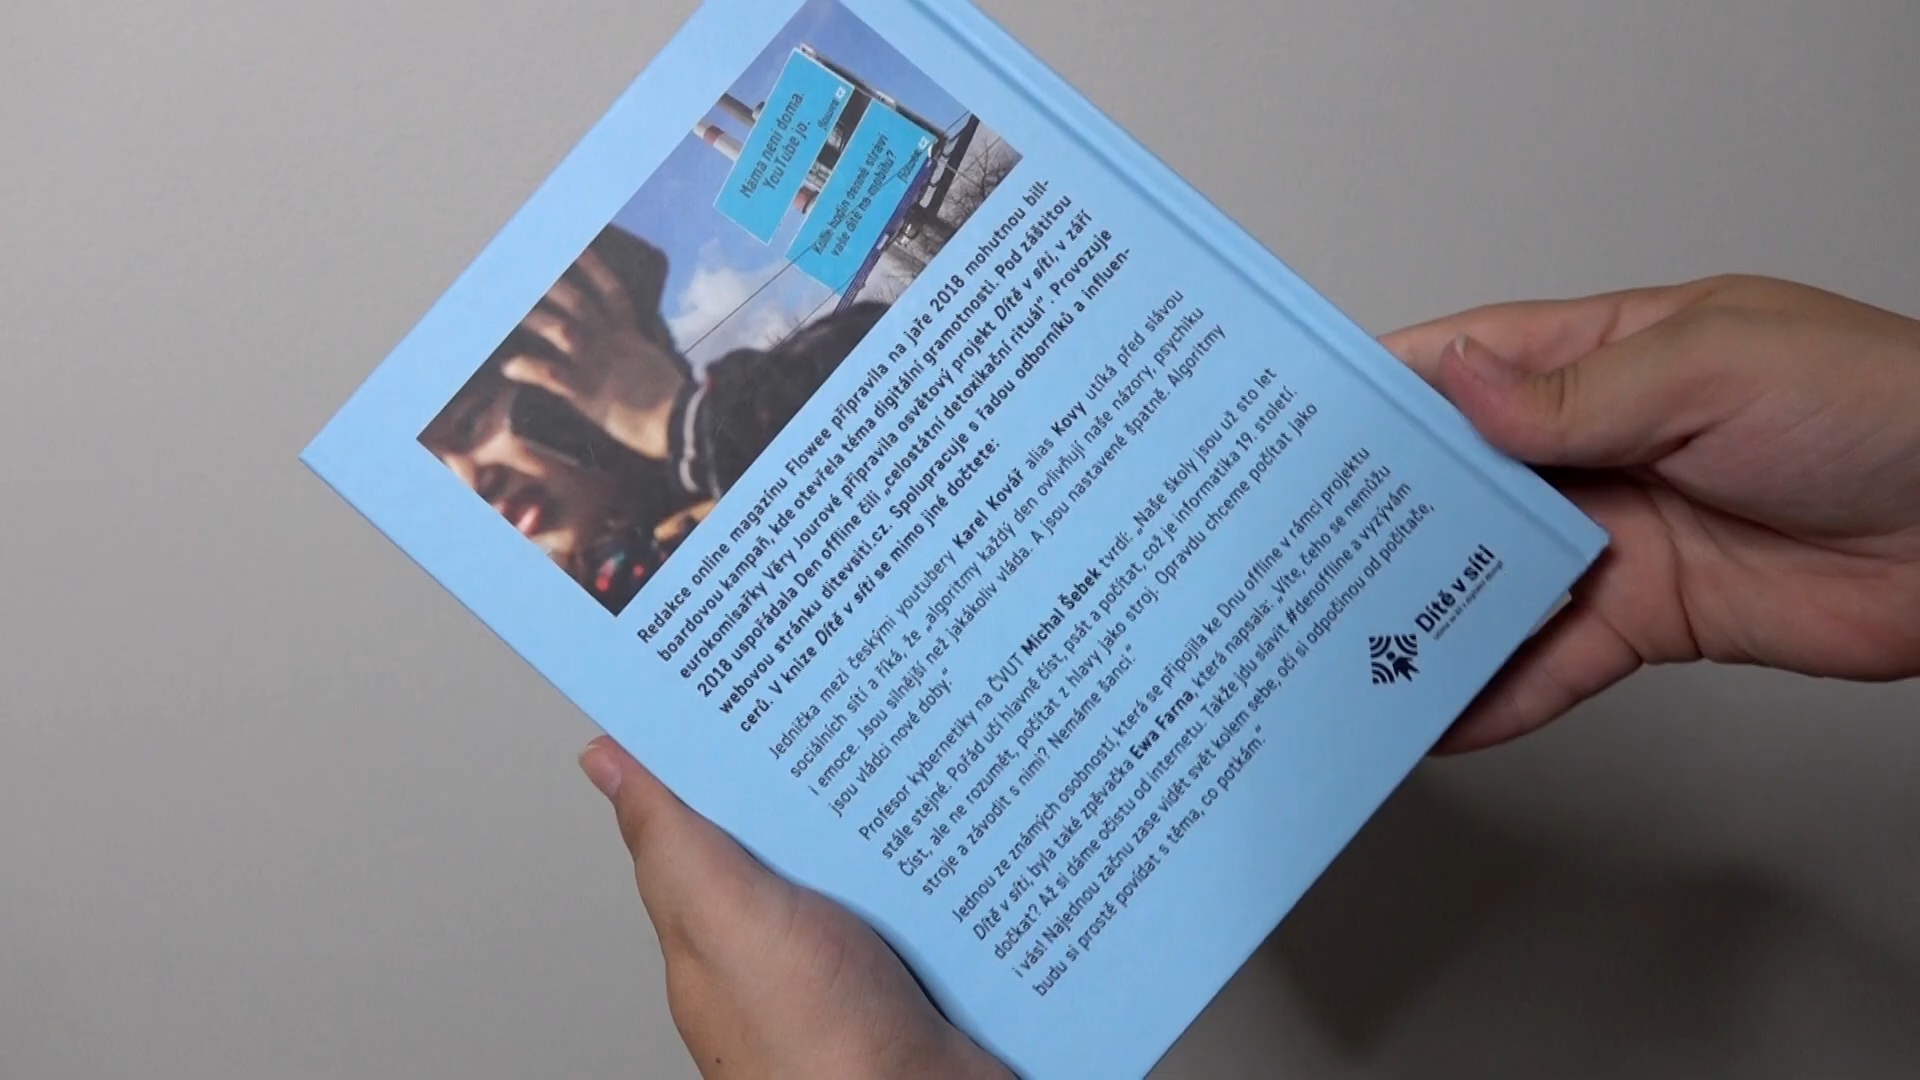 Máma není doma.
YouTube jo.
flowee
Kolik hodin denně stráví
vaše dítě na mobilu?
flowee
Redakce online magazínu Flowee připravila na jaře 2018 mohutnou bill-
boardovou kampaň, kde otevřela téma digitální gramotnosti. Pod záštitou
eurokomisařky Věry Jourové připravila osvětový projekt Dítě v síti, v září
2018 uspořádala Den offline čili „celostátní detoxikační rituál“. Provozuje
webovou stránku ditevsiti.cz. Spolupracuje s řadou odborníků a influen-
cerů. V knize Dítě v síti se mimo jiné dočtete:
Jednička mezi českými youtubery Karel Kovář alias Kovy utíká před slávou
sociálních sítí a říká, že „algoritmy každý den ovlivňují naše názory, psychiku
i emoce. Jsou silnější než jakákoliv vláda. A jsou nastavené špatně. Algoritmy
jsou vládci nové doby.“
Profesor kybernetiky na ČVUT Michal Šebek tvrdí: „Naše školy jsou už sto let
stále stejné. Pořád učí hlavně číst, psát a počítat, což je informatika 19. století.
Číst, ale ne rozumět, počítat z hlavy jako stroj. Opravdu chceme počítat jako
stroje a závodit s nimi? Nemáme šanci.“
Jednou ze známých osobností, která se připojila ke Dnu offline v rámci projektu
Dítě v síti, byla také zpěvačka Ewa Farna, která napsala: „Víte, čeho se nemůžu
dočkat? Až si dáme očistu od internetu. Takže jdu slavit #denoffline a vyzývám
i vás! Najednou začnu zase vidět svět kolem sebe, oči si odpočinou od počítače,
budu si prostě povídat s těma, co potkám.“
Dítě v síti